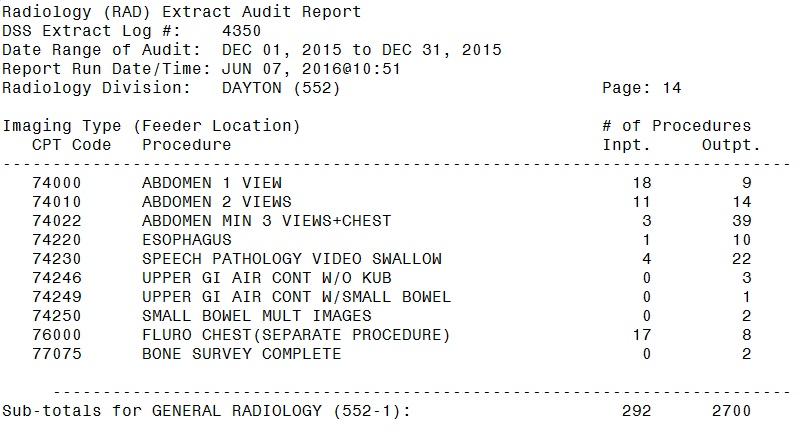 Radiology (RAD) Extract Audit Report
DSS Extract Log #:    4350
Date Range of Audit:  DEC 01, 2015 to DEC 31, 2015
Report Run Date/Time: JUN 07, 2016@10:51
Radiology Division:   DAYTON (552)                          Page: 14
Imaging Type (Feeder Location)                              # of Procedures
   CPT Code   Procedure                                     Inpt.     Outpt.
-------------------------------------------------------------------------------
   74000      ABDOMEN 1 VIEW                                   18         9
   74010      ABDOMEN 2 VIEWS                                  11        14
   74022      ABDOMEN MIN 3 VIEWS+CHEST                         3        39
   74220      ESOPHAGUS                                         1        10
   74230      SPEECH PATHOLOGY VIDEO SWALLOW                    4        22
   74246      UPPER GI AIR CONT W/O KUB                         0         3
   74249      UPPER GI AIR CONT W/SMALL BOWEL                   0         1
   74250      SMALL BOWEL MULT IMAGES                           0         2
   76000      FLURO CHEST(SEPARATE PROCEDURE)                  17         8
   77075      BONE SURVEY COMPLETE                              0         2
     --------------------------------------------------------------------------
Sub-totals for GENERAL RADIOLOGY (552-1):                     292      2700